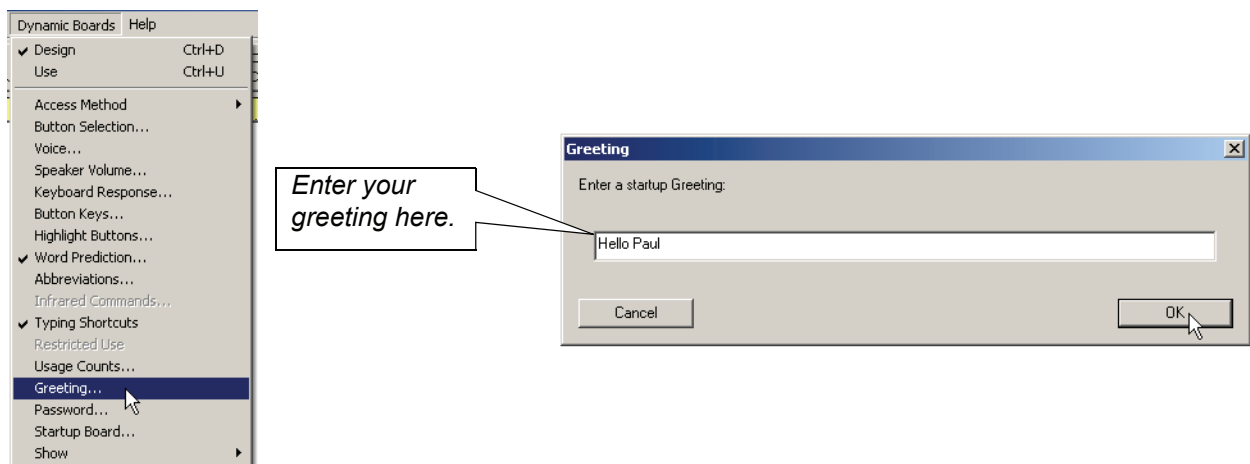 Dynamic Boards Help
Design Ctrl+D
Use Ctrl+U
Access Method
Button Selection...
Voice...
Speaker Volume...
Keyboard Response...
Button Keys...
Highlight Buttons...
Word Prediction...
Abbreviations...
Infrared Commands...
Typing Shortcuts
Restricted Use
Usage Counts...
Greeting...
Password...
Startup Board...
Show
Enter your
greeting here.
Greeting
Enter a startup Greeting:
Hello Paul
Cancel OK